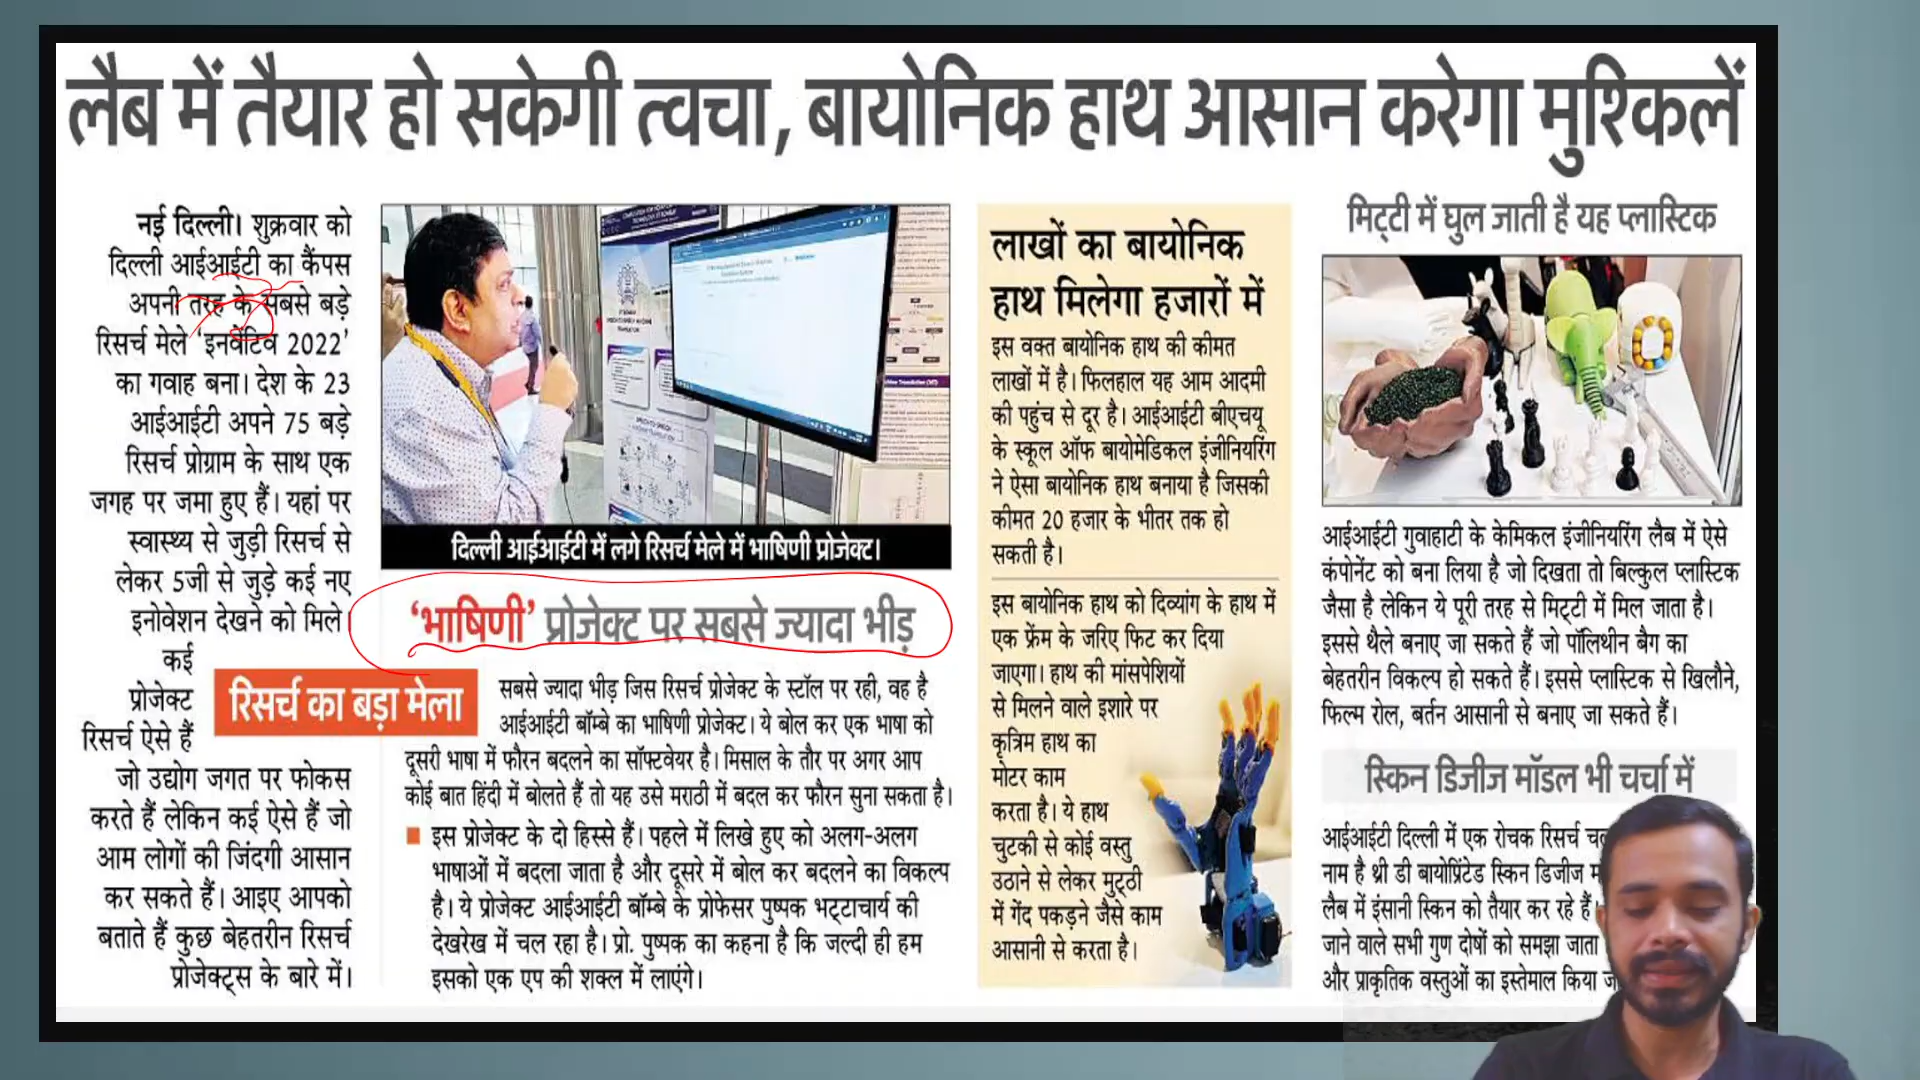 लैब में तैयार हो सकेगी त्वचा, बायोनिक हाथ आसान करेगा मुश्किलें
नई दिल्ली। शुक्रवार को
दिल्ली आईआईटी का कैंपस
अपनी तरह के सबसे बड़े
रिसर्च मेले 'इनवेंटिव 2022'
का गवाह बना। देश के 23
आईआईटी अपने 75 बड़े
रिसर्च प्रोग्राम के साथ एक
जगह पर जमा हुए हैं। यहां पर
स्वास्थ्य से जुड़ी रिसर्च से
लेकर 5जी से जुड़े कई नए
इनोवेशन देखने को मिले।
कई
प्रोजेक्ट
रिसर्च ऐसे हैं
जो उद्योग जगत पर फोकस
करते हैं लेकिन कई ऐसे हैं जो
आम लोगों की जिंदगी आसान
कर सकते हैं। आइए आपको
बताते हैं कुछ बेहतरीन रिसर्च
प्रोजेक्ट्स के बारे में।
रिसर्च का बड़ा मेला
दिल्ली आईआईटी में लगे रिसर्च मेले में भाषिणी प्रोजेक्ट।
'भाषिणी' प्रोजेक्ट पर सबसे ज्यादा भीड़
सबसे ज्यादा भीड़ जिस रिसर्च प्रोजेक्ट के स्टॉल पर रही, वह है
आईआईटी बॉम्बे का भाषिणी प्रोजेक्ट। ये बोल कर एक भाषा को
दूसरी भाषा में फौरन बदलने का सॉफ्टवेयर है। मिसाल के तौर पर अगर आप
कोई बात हिंदी में बोलते हैं तो यह उसे मराठी में बदल कर फौरन सुना सकता है।
इस प्रोजेक्ट के दो हिस्से हैं। पहले में लिखे हुए को अलग-अलग
भाषाओं में बदला जाता है और दूसरे में बोल कर बदलने का विकल्प
है। ये प्रोजेक्ट आईआईटी बॉम्बे के प्रोफेसर पुष्पक भट्टाचार्य की
देखरेख में चल रहा है। प्रो. पुष्पक का कहना है कि जल्दी ही हम
इसको एक एप की शक्ल में लाएंगे।
लाखों का बायोनिक
हाथ मिलेगा हजारों में
इस वक्त बायोनिक हाथ की कीमत
लाखों में है। फिलहाल यह आम आदमी
की पहुंच से दूर है। आईआईटी बीएचयू
के स्कूल ऑफ बायोमेडिकल इंजीनियरिंग
ने ऐसा बायोनिक हाथ बनाया है जिसकी
कीमत 20 हजार के भीतर तक हो
सकती है।
इस बायोनिक हाथ को दिव्यांग के हाथ में
एक फ्रेम के जरिए फिट कर दिया
जाएगा। हाथ की मांसपेशियों
से मिलने वाले इशारे पर
कृत्रिम हाथ का
मोटर काम
करता है। ये हाथ
चुटकी से कोई वस्तु
उठाने से लेकर मुट्ठी
में गेंद पकड़ने जैसे काम
आसानी से करता है।
मिट्टी में घुल जाती है यह प्लास्टिक
आईआईटी गुवाहाटी के केमिकल इंजीनियरिंग लैब में ऐसे
कंपोनेंट को बना लिया है जो दिखता तो बिल्कुल प्लास्टिक
जैसा है लेकिन ये पूरी तरह से मिट्टी में मिल जाता है।
इससे थैले बनाए जा सकते हैं जो पॉलिथीन बैग का
बेहतरीन विकल्प हो सकते हैं। इससे प्लास्टिक से खिलौने,
फिल्म रोल, बर्तन आसानी से बनाए जा सकते हैं।
स्किन डिजीज मॉडल भी चर्चा में
आईआईटी दिल्ली में एक रोचक रिसर्च
नाम है थ्री डी बायोप्रिंटेड स्किन डिजीज
लैब में इंसानी स्किन को तैयार कर रहे हैं।
जाने वाले सभी गुण दोषों को समझा जाता
और प्राकृतिक वस्तुओं का इस्तेमाल किया